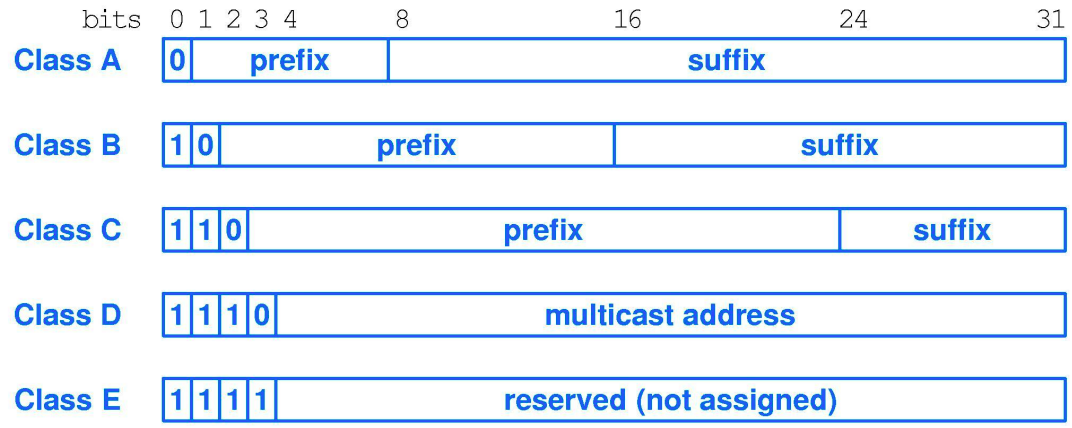 bits 0 1 2 3 4 8 16 24 31
Class A 0 prefix suffix
Class B 1 0 prefix suffix
Class C 1 1 0 prefix suffix
Class D 1 1 1 0 multicast address
Class E 1 1 1 1 reserved (not assigned)